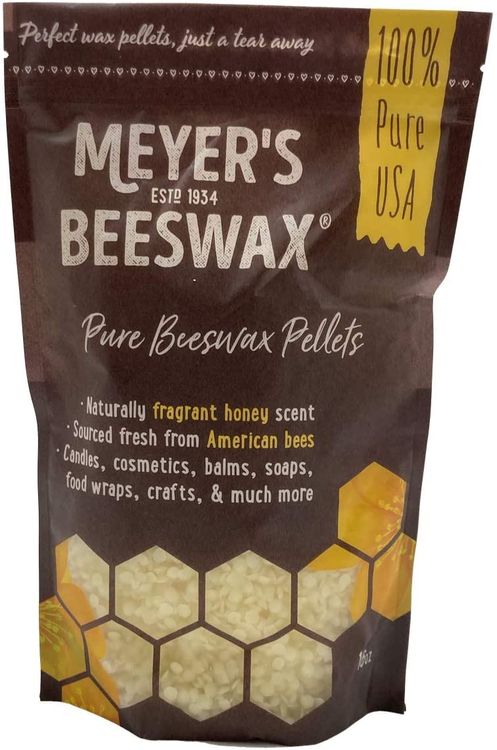 Perfect wax pellets, just a tear away
100%
Pure
USA
MEYER'S
ESTD 1934
BEESWAX®
Pure Beeswax Pellets
· Naturally fragrant honey scent
· Sourced fresh from American bees
· Candles, cosmetics, balms, soaps,
food wraps, crafts, & much more
16oz